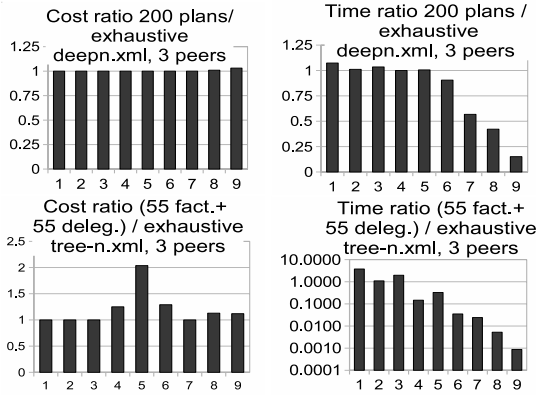 Cost ratio 200 plans/
exhaustive
deepn.xml, 3 peers
1.25
1
0.75
0.5
0.25
0
1 2 3 4 5 6 7 8 9
Time ratio 200 plans /
exhaustive
deepn.xml, 3 peers
1.25
1
0.75
0.5
0.25
0
1 2 3 4 5 6 7 8 9
Cost ratio (55 fact.+
55 deleg.) / exhaustive
tree-n.xml, 3 peers
2.5
2
1.5
1
0.5
0
1 2 3 4 5 6 7 8 9
Time ratio (55 fact.+
55 deleg.) / exhaustive
tree-n.xml, 3 peers
10.0000
1.0000
0.1000
0.0100
0.0010
0.0001
1 2 3 4 5 6 7 8 9